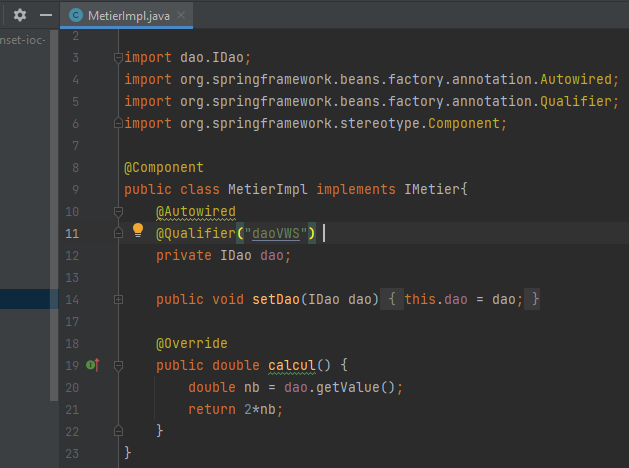 MetierImpl.java
nset-ioc-
2
3 import dao.IDao;
4 import org.springframework.beans.factory.annotation.Autowired;
5 import org.springframework.beans.factory.annotation.Qualifier;
6 import org.springframework.stereotype.Component;
7
8 @Component
9 public class MetierImpl implements IMetier{
10 @Autowired
11 @Qualifier("daoVWS")
12 private IDao dao;
13
14 public void setDao(IDao dao) { this.dao = dao; }
17
18 @Override
19 public double calcul() {
20 double nb = dao.getValue();
21 return 2*nb;
22 }
23 }